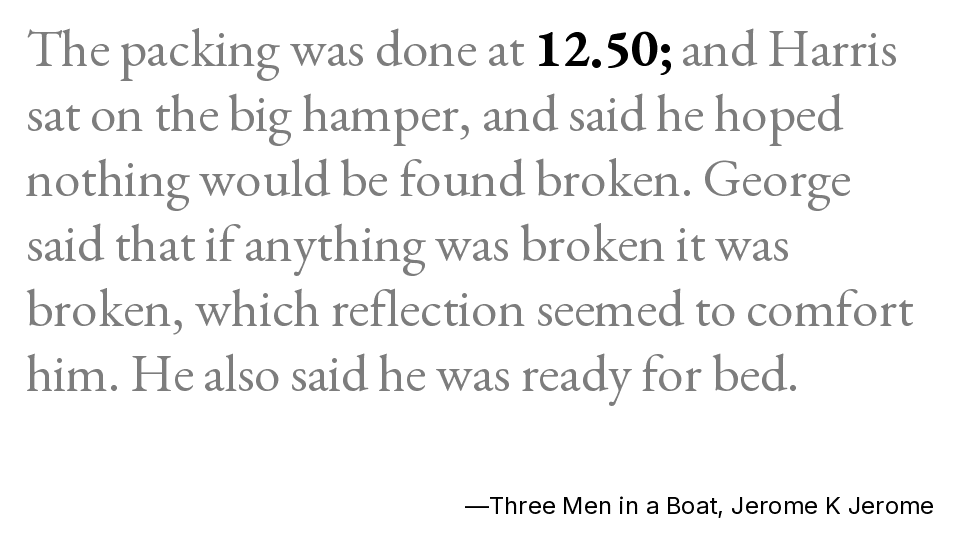 The packing was done at 12.50; and Harris
sat on the big hamper, and said he hoped
nothing would be found broken. George
said that if anything was broken it was
broken, which reflection seemed to comfort
him. He also said he was ready for bed.
—Three Men in a Boat, Jerome K Jerome